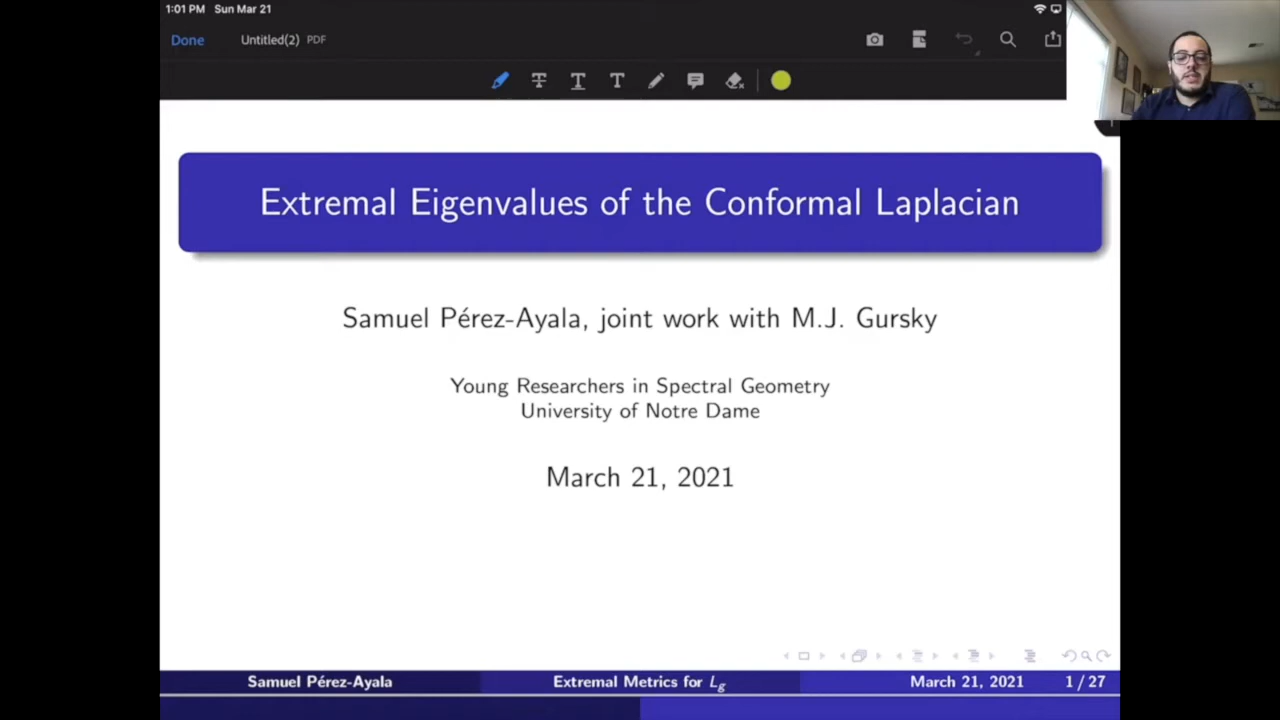 1:01 PM Sun Mar 21
Done Untitled(2) PDF
Extremal Eigenvalues of the Conformal Laplacian
Samuel Pérez-Ayala, joint work with M.J. Gursky
Young Researchers in Spectral Geometry
University of Notre Dame
March 21, 2021
Samuel Pérez-Ayala Extremal Metrics for L_g March 21, 2021 1 / 27